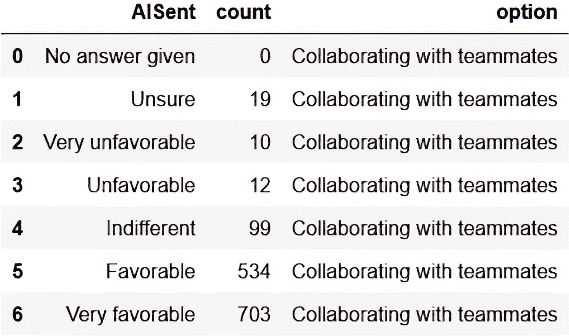 AISent count option
0 No answer given 0 Collaborating with teammates
1 Unsure 19 Collaborating with teammates
2 Very unfavorable 10 Collaborating with teammates
3 Unfavorable 12 Collaborating with teammates
4 Indifferent 99 Collaborating with teammates
5 Favorable 534 Collaborating with teammates
6 Very favorable 703 Collaborating with teammates